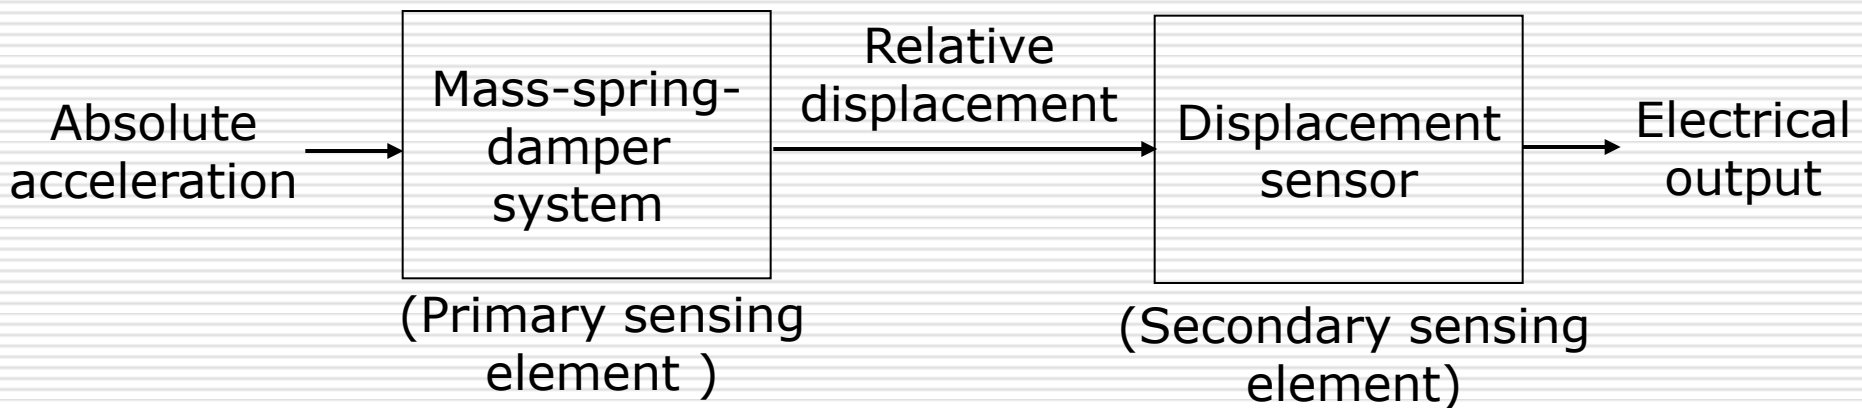 Absolute
acceleration
Mass-spring-
damper
system
(Primary sensing
element )
Relative
displacement
Displacement
sensor
(Secondary sensing
element)
Electrical
output